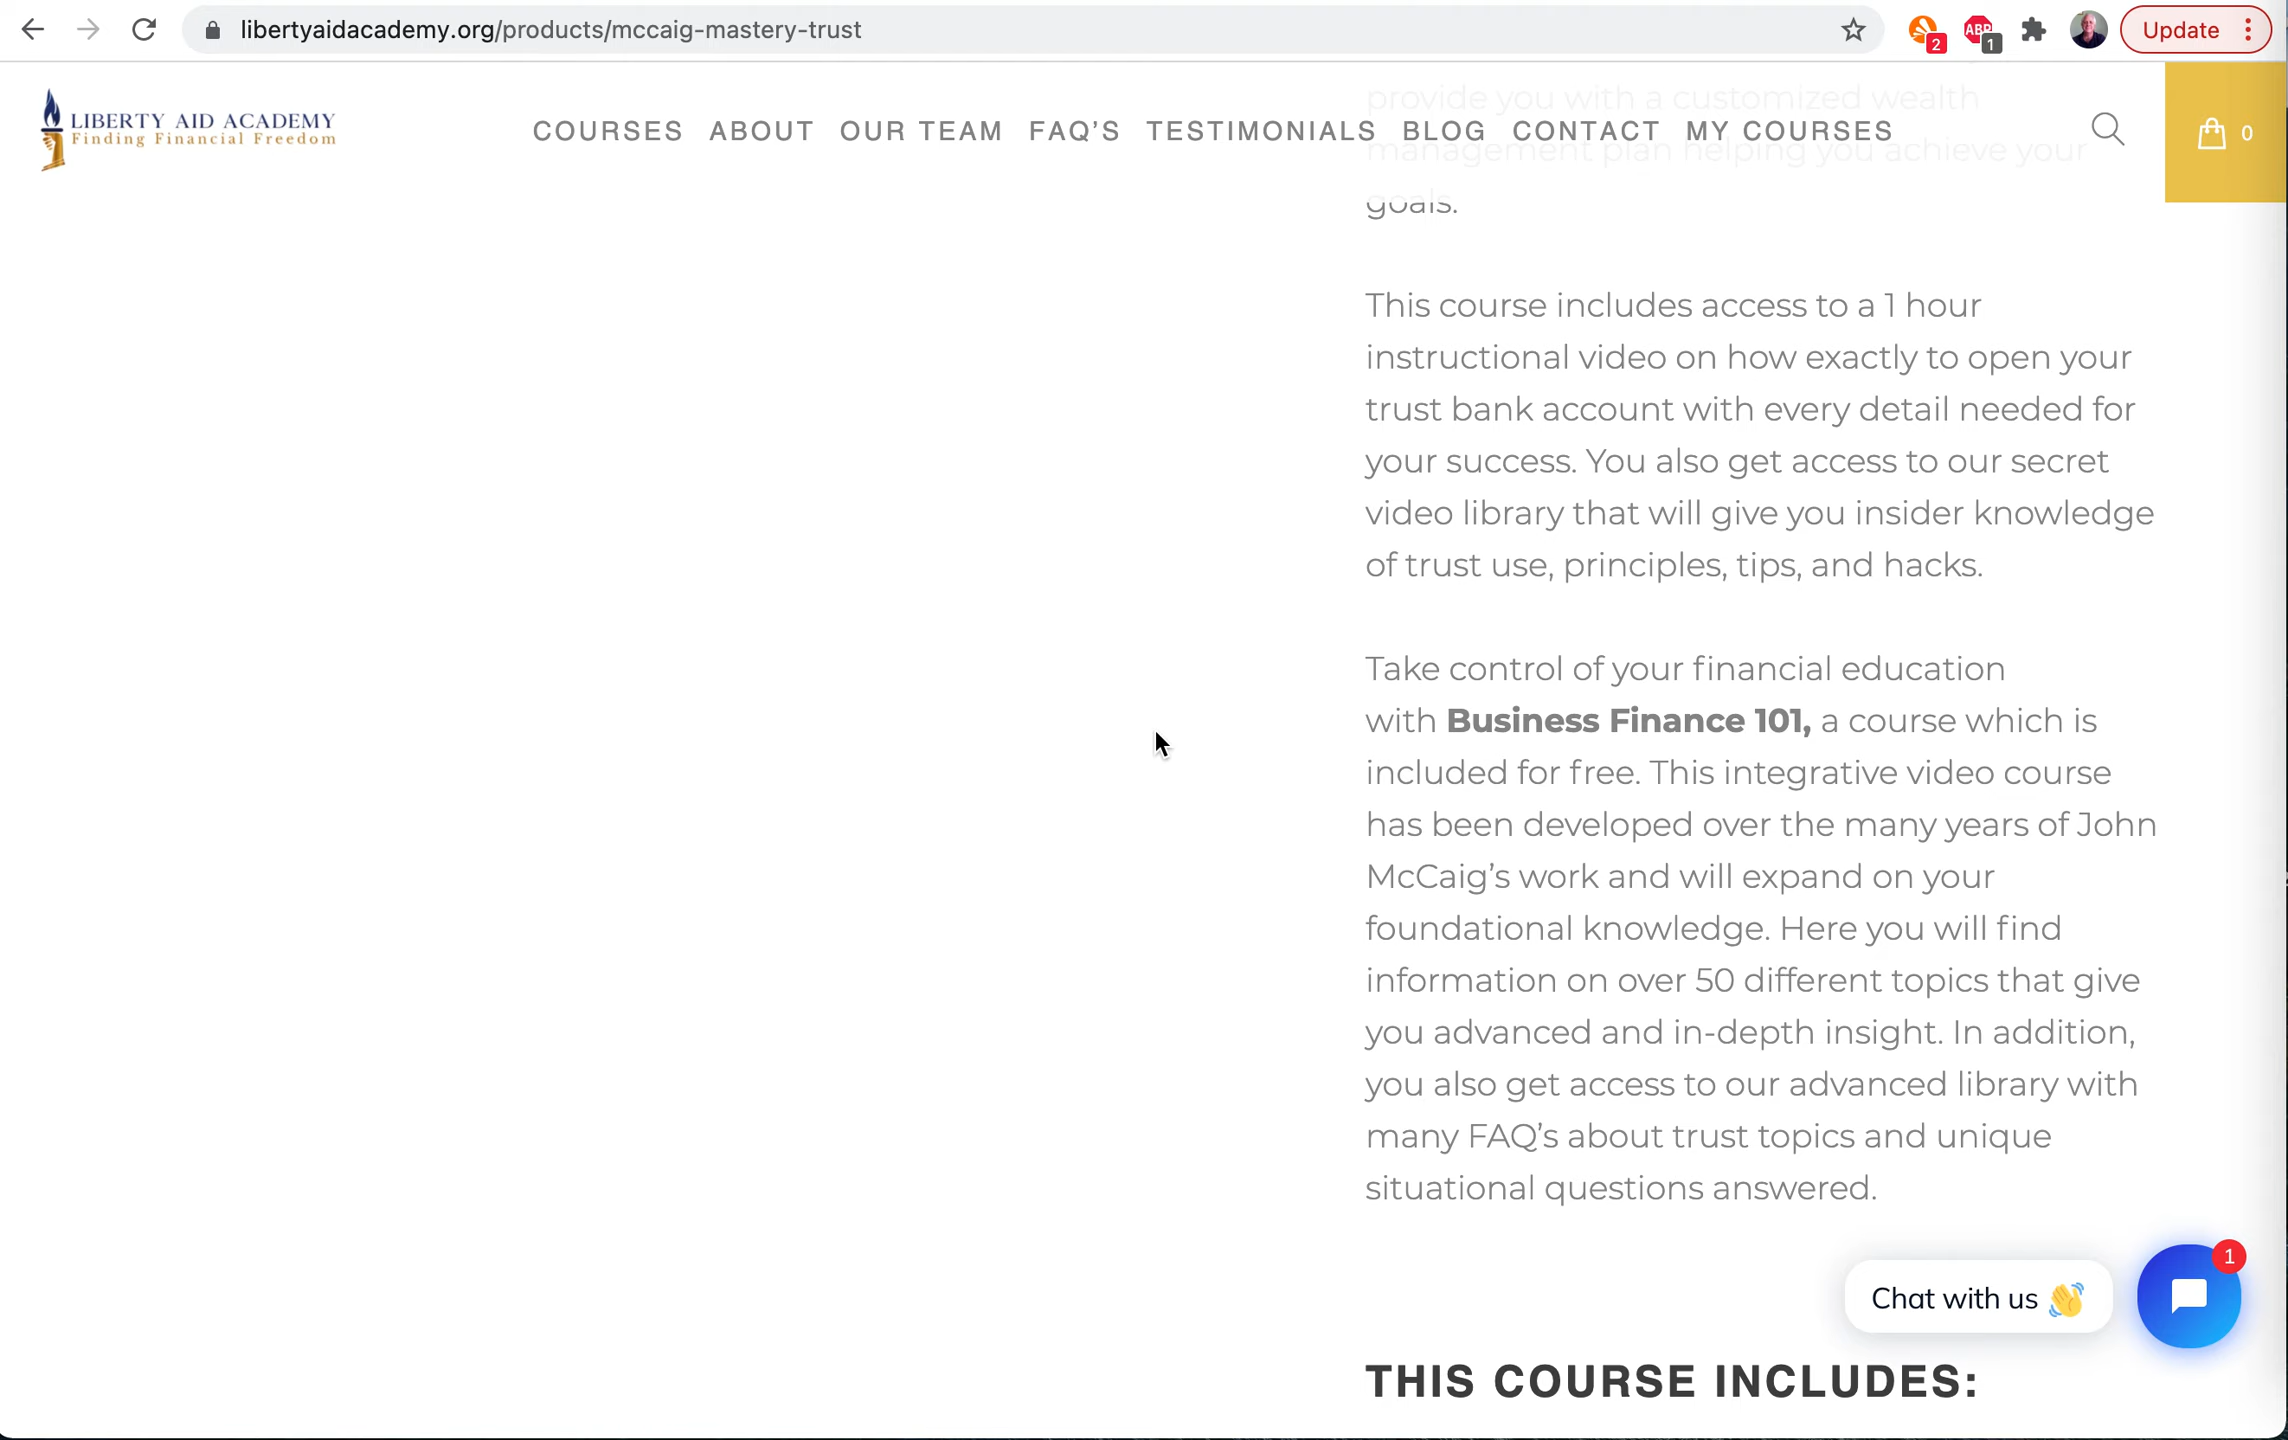 libertyaidacademy.org/products/mccaig-mastery-trust
2
ABP
1
Update
LIBERTY AID ACADEMY
Finding Financial Freedom
COURSES ABOUT OUR TEAM FAQ'S TESTIMONIALS BLOG CONTACT MY COURSES
0
provide you with a customized wealth
management plan helping you achieve your
goals.
This course includes access to a 1 hour
instructional video on how exactly to open your
trust bank account with every detail needed for
your success. You also get access to our secret
video library that will give you insider knowledge
of trust use, principles, tips, and hacks.
Take control of your financial education
with Business Finance 101, a course which is
included for free. This integrative video course
has been developed over the many years of John
McCaig’s work and will expand on your
foundational knowledge. Here you will find
information on over 50 different topics that give
you advanced and in-depth insight. In addition,
you also get access to our advanced library with
many FAQ’s about trust topics and unique
situational questions answered.
Chat with us 👋
1
THIS COURSE INCLUDES: